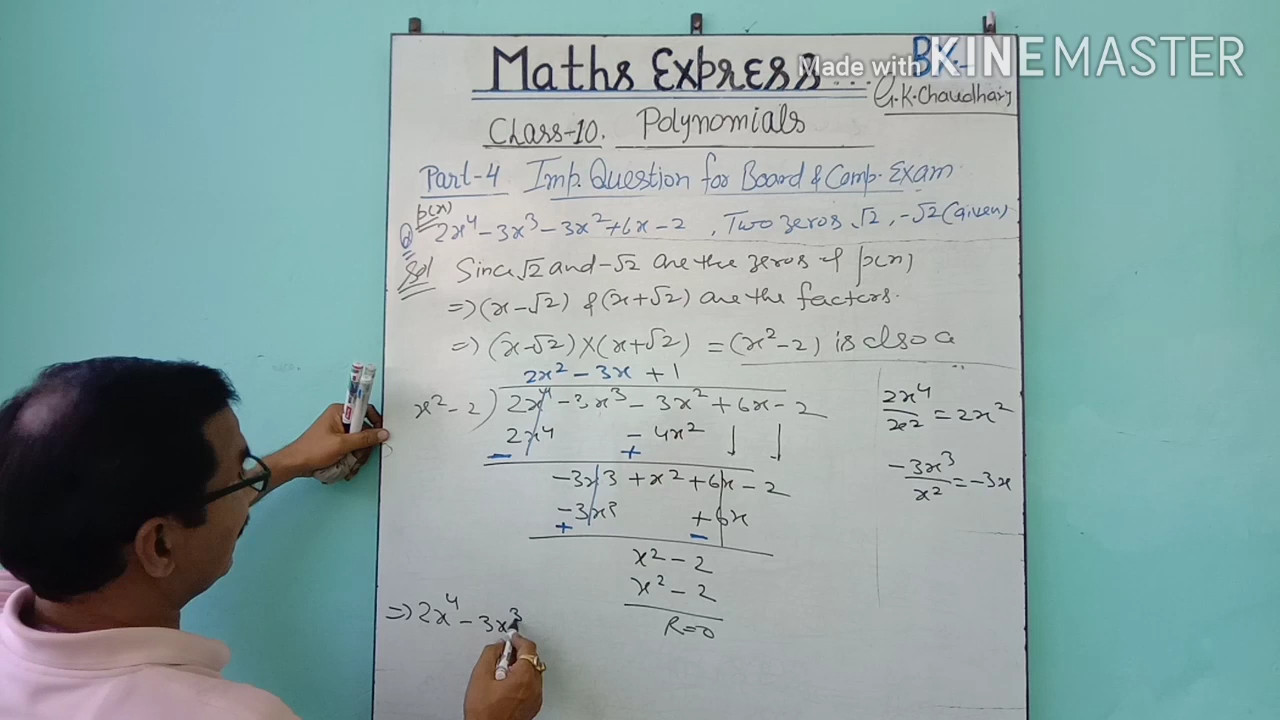 Maths Express...
BK-
Made with KINEMASTER
G.K.Chaudhary
Class-10. Polynomials
Part-4 Imp. Question for Board & Comp. Exam
p(x)
Q 2x⁴ - 3x³ - 3x² + 6x - 2 , Two zeros √2, -√2 (given)
Sol Since √2 and -√2 are the zeros of p(x)
=> (x - √2) & (x + √2) are the factors.
=> (x - √2) × (x + √2) = (x² - 2) is also a
2x² - 3x + 1
x² - 2 ) 2x⁴ - 3x³ - 3x² + 6x - 2
2x⁴ - 4x²
- +
-3x³ + x² + 6x - 2
-3x³ + 6x
+ -
x² - 2
x² - 2
R = 0
=> 2x⁴ - 3x³
2x⁴/x² = 2x²
-3x³/x² = -3x